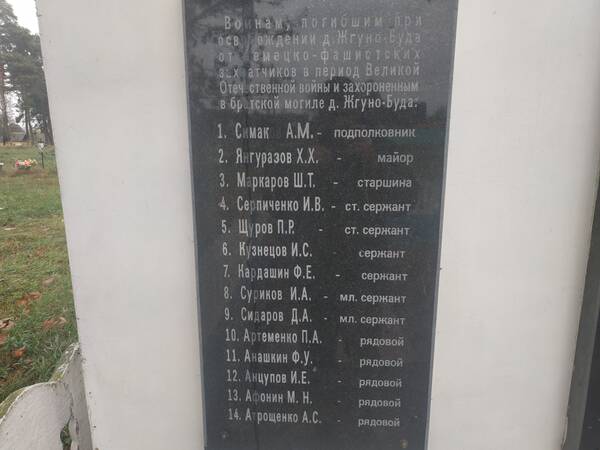 Воинам, погибшим при
освобождении д.Жгуно-Буда
от немецко-фашистских
захватчиков в период Великой
Отечественной войны и захороненным
в братской могиле д. Жгуно-Буда:
1. Симак А.М. - подполковник
2. Янгуразов Х.Х. - майор
3. Маркаров Ш.Т. - старшина
4. Серпиченко И.В. - ст. сержант
5. Щуров П.Р. - ст. сержант
6. Кузнецов И.С. - сержант
7. Кардашин Ф.Е. - сержант
8. Суриков И.А. - мл. сержант
9. Сидаров Д.А. - мл. сержант
10. Артеменко П.А. - рядовой
11. Анашкин Ф.У. - рядовой
12. Анцупов И.Е. - рядовой
13. Афонин М. Н. - рядовой
14. Атрощенко А.С. - рядовой